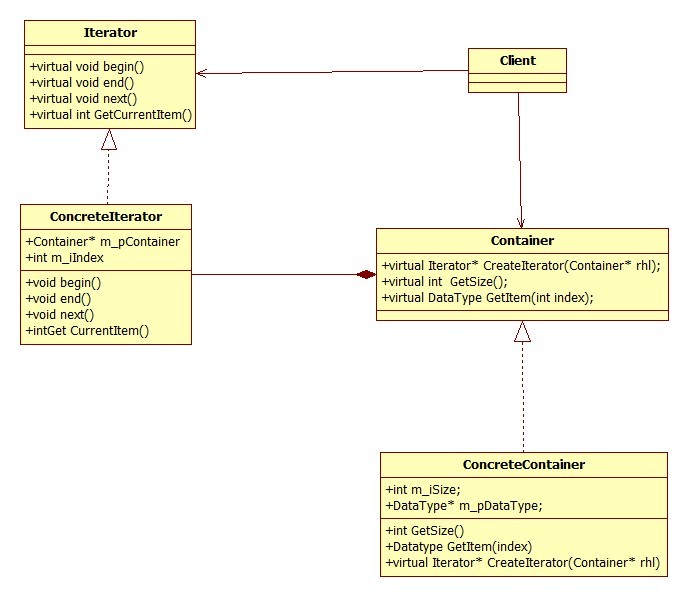 Iterator
+virtual void begin()
+virtual void end()
+virtual void next()
+virtual int GetCurrentItem()
Client
ConcreteIterator
+Container* m_pContainer
+int m_iIndex
+void begin()
+void end()
+void next()
+intGet CurrentItem()
Container
+virtual Iterator* CreateIterator(Container* rhl);
+virtual int  GetSize();
+virtual DataType GetItem(int index);
ConcreteContainer
+int m_iSize;
+DataType* m_pDataType;
+int GetSize()
+Datatype GetItem(index)
+virtual Iterator* CreateIterator(Container* rhl)